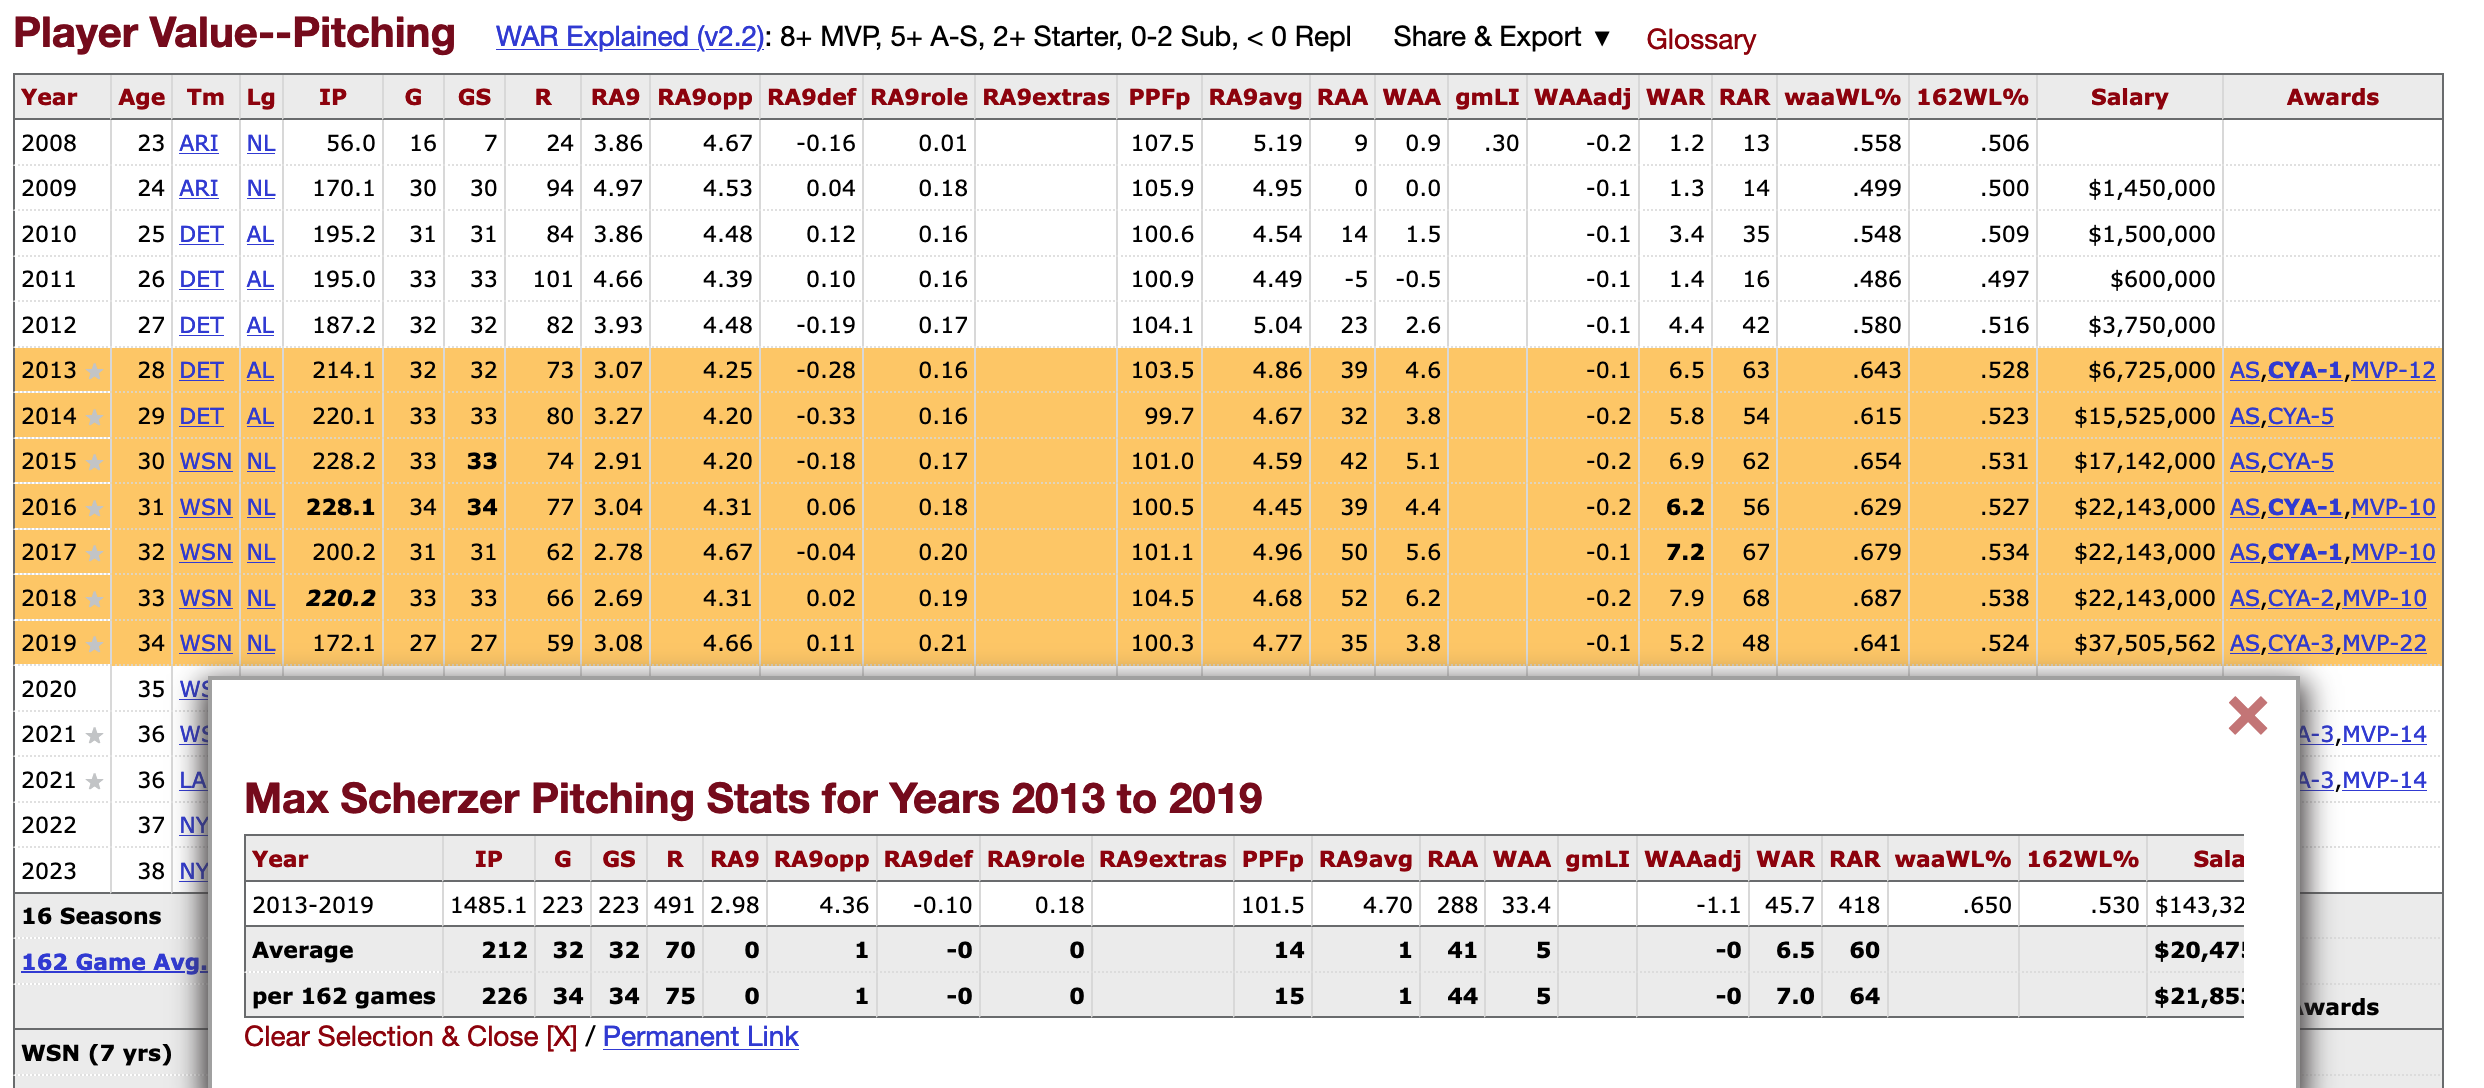 Player Value--Pitching WAR Explained (v2.2): 8+ MVP, 5+ A-S, 2+ Starter, 0-2 Sub, < 0 Repl Share & Export ▼ Glossary
Year Age Tm Lg IP G GS R RA9 RA9opp RA9def RA9role RA9extras PPFp RA9avg RAA WAA gmLI WAAadj WAR RAR waaWL% 162WL% Salary Awards
2008 23 ARI NL 56.0 16 7 24 3.86 4.67 -0.16 0.01 107.5 5.19 9 0.9 .30 -0.2 1.2 13 .558 .506
2009 24 ARI NL 170.1 30 30 94 4.97 4.53 0.04 0.18 105.9 4.95 0 0.0 -0.1 1.3 14 .499 .500 $1,450,000
2010 25 DET AL 195.2 31 31 84 3.86 4.48 0.12 0.16 100.6 4.54 14 1.5 -0.1 3.4 35 .548 .509 $1,500,000
2011 26 DET AL 195.0 33 33 101 4.66 4.39 0.10 0.16 100.9 4.49 -5 -0.5 -0.1 1.4 16 .486 .497 $600,000
2012 27 DET AL 187.2 32 32 82 3.93 4.48 -0.19 0.17 104.1 5.04 23 2.6 -0.1 4.4 42 .580 .516 $3,750,000
2013 ★ 28 DET AL 214.1 32 32 73 3.07 4.25 -0.28 0.16 103.5 4.86 39 4.6 -0.1 6.5 63 .643 .528 $6,725,000 AS,CYA-1,MVP-12
2014 ★ 29 DET AL 220.1 33 33 80 3.27 4.20 -0.33 0.16 99.7 4.67 32 3.8 -0.2 5.8 54 .615 .523 $15,525,000 AS,CYA-5
2015 ★ 30 WSN NL 228.2 33 33 74 2.91 4.20 -0.18 0.17 101.0 4.59 42 5.1 -0.2 6.9 62 .654 .531 $17,142,000 AS,CYA-5
2016 ★ 31 WSN NL 228.1 34 34 77 3.04 4.31 0.06 0.18 100.5 4.45 39 4.4 -0.2 6.2 56 .629 .527 $22,143,000 AS,CYA-1,MVP-10
2017 ★ 32 WSN NL 200.2 31 31 62 2.78 4.67 -0.04 0.20 101.1 4.96 50 5.6 -0.1 7.2 67 .679 .534 $22,143,000 AS,CYA-1,MVP-10
2018 ★ 33 WSN NL 220.2 33 33 66 2.69 4.31 0.02 0.19 104.5 4.68 52 6.2 -0.2 7.9 68 .687 .538 $22,143,000 AS,CYA-2,MVP-10
2019 ★ 34 WSN NL 172.1 27 27 59 3.08 4.66 0.11 0.21 100.3 4.77 35 3.8 -0.1 5.2 48 .641 .524 $37,505,562 AS,CYA-3,MVP-22
2020 35 WS
2021 ★ 36 WS A-3,MVP-14
2021 ★ 36 LA A-3,MVP-14
2022 37 NY
2023 38 NY
16 Seasons
162 Game Avg.
Awards
WSN (7 yrs)
Max Scherzer Pitching Stats for Years 2013 to 2019
Year IP G GS R RA9 RA9opp RA9def RA9role RA9extras PPFp RA9avg RAA WAA gmLI WAAadj WAR RAR waaWL% 162WL% Sala
2013-2019 1485.1 223 223 491 2.98 4.36 -0.10 0.18 101.5 4.70 288 33.4 -1.1 45.7 418 .650 .530 $143,32
Average 212 32 32 70 0 1 -0 0 14 1 41 5 -0 6.5 60 $20,47
per 162 games 226 34 34 75 0 1 -0 0 15 1 44 5 -0 7.0 64 $21,85
Clear Selection & Close [X] / Permanent Link